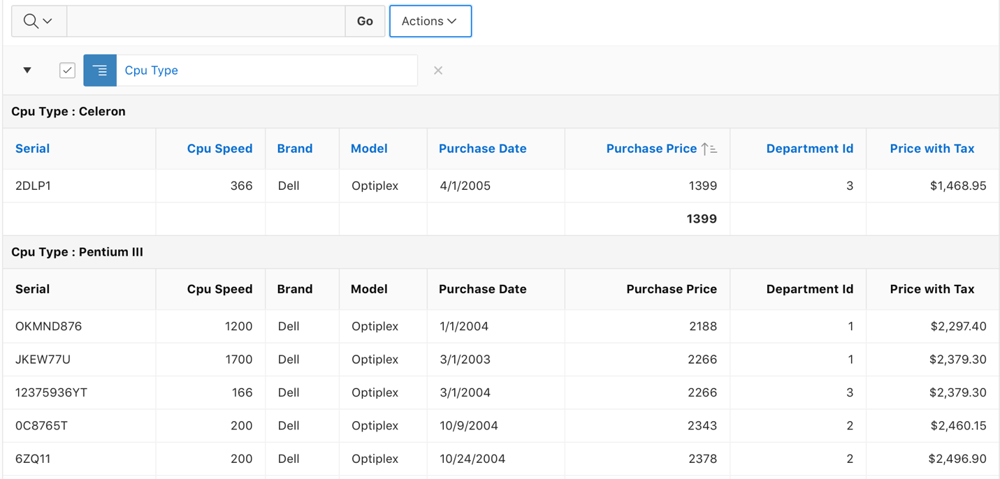 Go Actions
Cpu Type
Cpu Type : Celeron
Serial Cpu Speed Brand Model Purchase Date Purchase Price Department Id Price with Tax
2DLP1 366 Dell Optiplex 4/1/2005 1399 3 $1,468.95
1399
Cpu Type : Pentium III
Serial Cpu Speed Brand Model Purchase Date Purchase Price Department Id Price with Tax
OKMND876 1200 Dell Optiplex 1/1/2004 2188 1 $2,297.40
JKEW77U 1700 Dell Optiplex 3/1/2003 2266 1 $2,379.30
12375936YT 166 Dell Optiplex 3/1/2004 2266 3 $2,379.30
0C8765T 200 Dell Optiplex 10/9/2004 2343 2 $2,460.15
6ZQ11 200 Dell Optiplex 10/24/2004 2378 2 $2,496.90